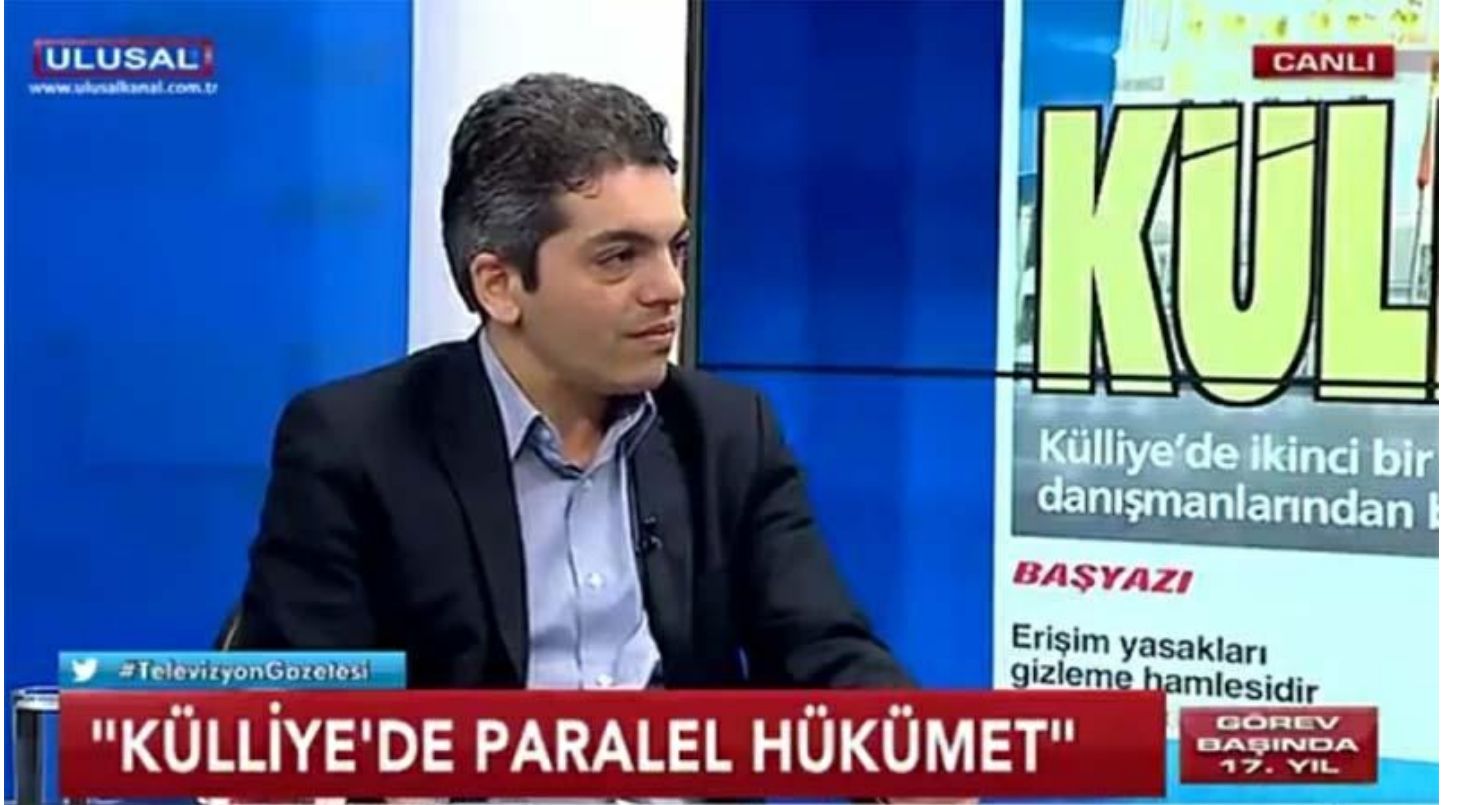 ULUSAL
www.ulusalkanal.com.tr
CANLI
KÜL
Külliye'de ikinci bir
danışmanlarından b
BAŞYAZI
Erişim yasakları
gizleme hamlesidir
#TelevizyonGazetesi
"KÜLLİYE'DE PARALEL HÜKÜMET"
GÖREV
BAŞINDA
17. YIL